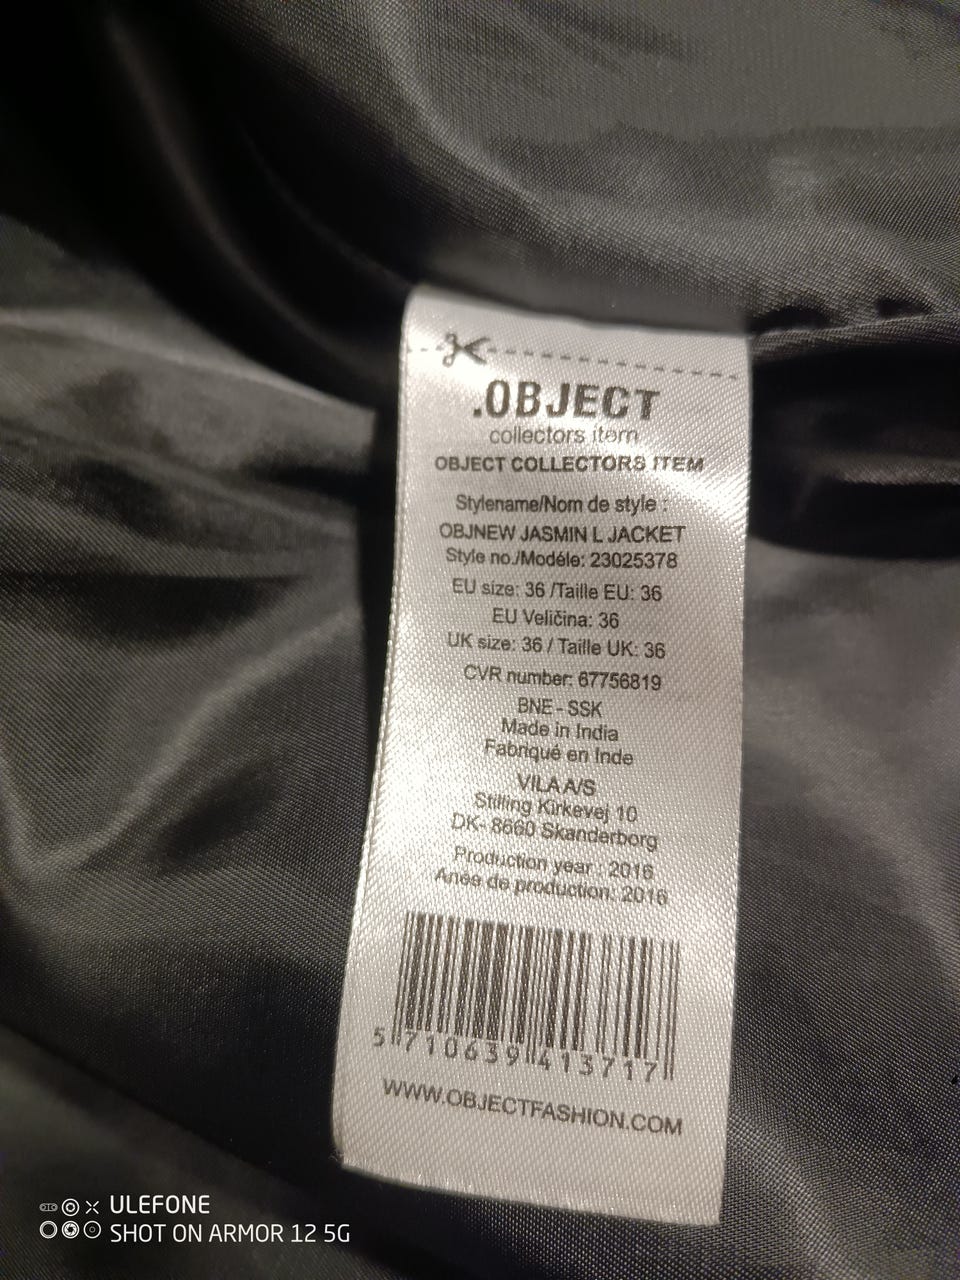 .OBJECT
collectors item
OBJECT COLLECTORS ITEM
Stylename/Nom de style :
OBJNEW JASMIN L JACKET
Style no./Modéle: 23025378
EU size: 36 /Taille EU: 36
EU Veličina: 36
UK size: 36 / Taille UK: 36
CVR number: 67756819
BNE - SSK
Made in India
Fabriqué en Inde
VILA A/S
Stilling Kirkevej 10
DK- 8660 Skanderborg
Production year : 2016
Anée de production: 2016
5 710639 413717
WWW.OBJECTFASHION.COM
ULEFONE
SHOT ON ARMOR 12 5G